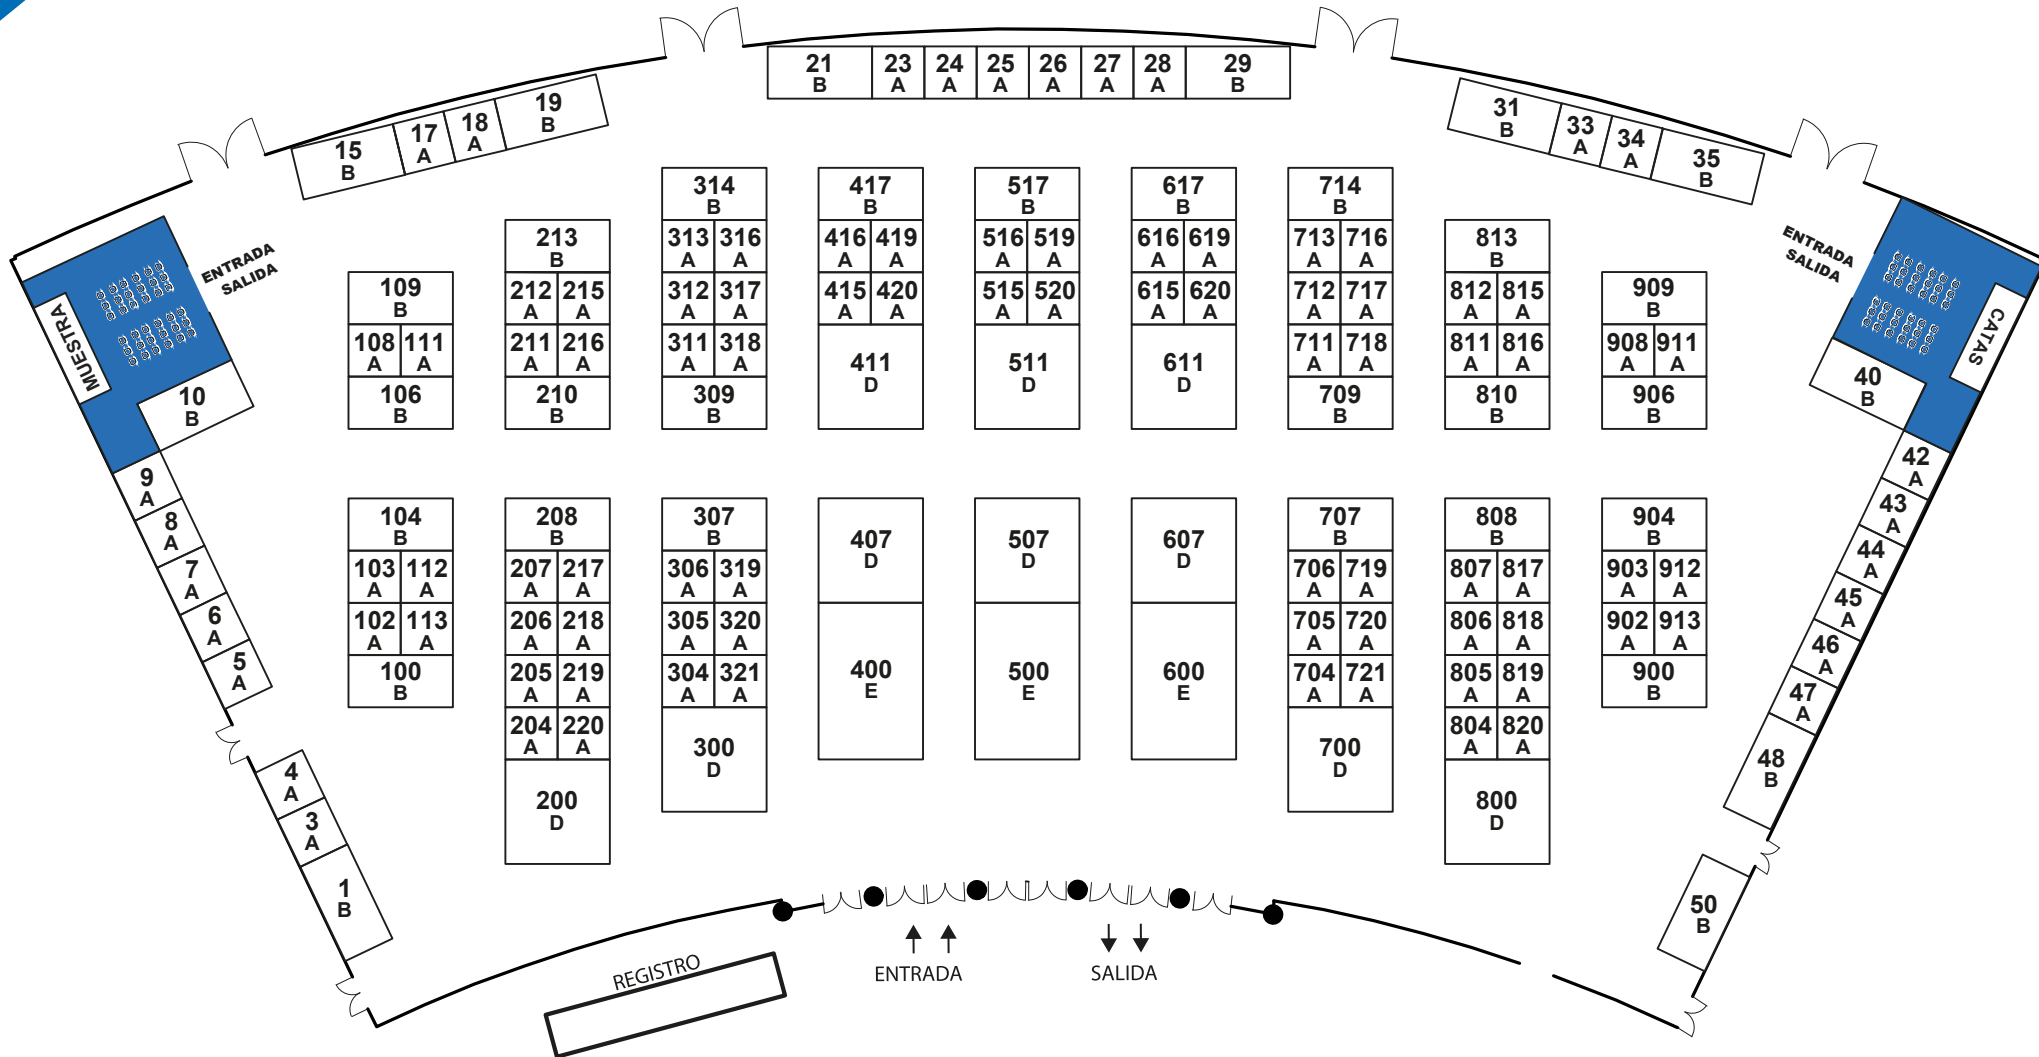 21 23 24 25 26 27 28 29
B A A A A A A B
15 17 18 19
B A A B
31 33 34 35
B A A B
314 417 517 617 714
B B B B B
213 313 316 416 419 516 519 616 619 713 716 813
B A A A A A A A A A A B
ENTRADA
SALIDA
ENTRADA
SALIDA
109 212 215 312 317 415 420 515 520 615 620 712 717 812 815 909
B A A A A A A A A A A A A A A B
MUESTRA
CATAS
108 111 211 216 311 318 411 511 611 711 718 811 816 908 911
A A A A A A D D D A A A A A A
10
B
40
B
106 210 309 709 810 906
B B B B B B
9
A
8
A
7
A
6
A
5
A
4
A
3
A
1
B
42
A
43
A
44
A
45
A
46
A
47
A
48
B
50
B
104 208 307 407 507 607 707 808 904
B B B D D D B B B
103 112 207 217 306 319 706 719 807 817 903 912
A A A A A A A A A A A A
102 113 206 218 305 320 705 720 806 818 902 913
A A A A A A A A A A A A
100 205 219 304 321 400 500 600 704 721 805 819 900
B A A A A E E E A A A A B
204 220 300 700 804 820
A A D D A A
200 800
D D
REGISTRO
ENTRADA
SALIDA